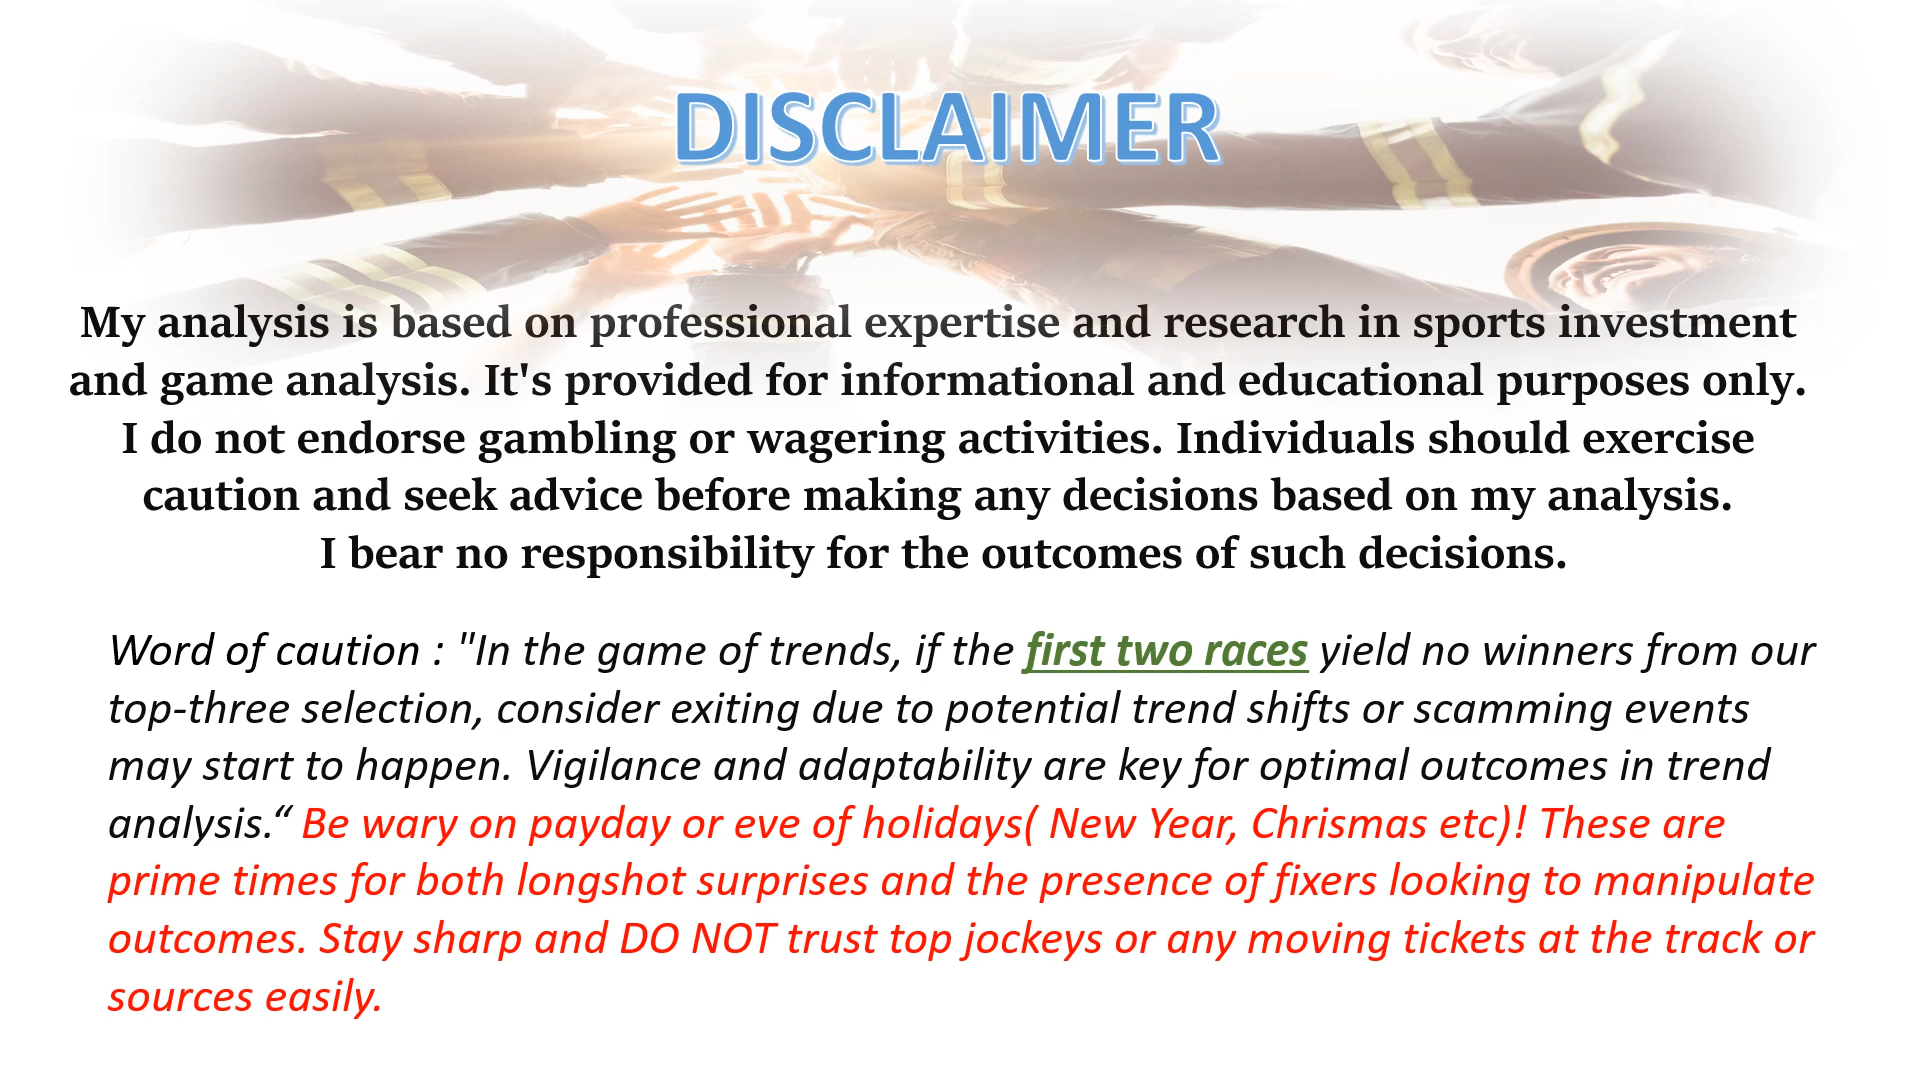 DISCLAIMER
My analysis is based on professional expertise and research in sports investment
and game analysis. It's provided for informational and educational purposes only.
I do not endorse gambling or wagering activities. Individuals should exercise
caution and seek advice before making any decisions based on my analysis.
I bear no responsibility for the outcomes of such decisions.
Word of caution : "In the game of trends, if the first two races yield no winners from our
top-three selection, consider exiting due to potential trend shifts or scamming events
may start to happen. Vigilance and adaptability are key for optimal outcomes in trend
analysis.“ Be wary on payday or eve of holidays( New Year, Chrismas etc)! These are
prime times for both longshot surprises and the presence of fixers looking to manipulate
outcomes. Stay sharp and DO NOT trust top jockeys or any moving tickets at the track or
sources easily.